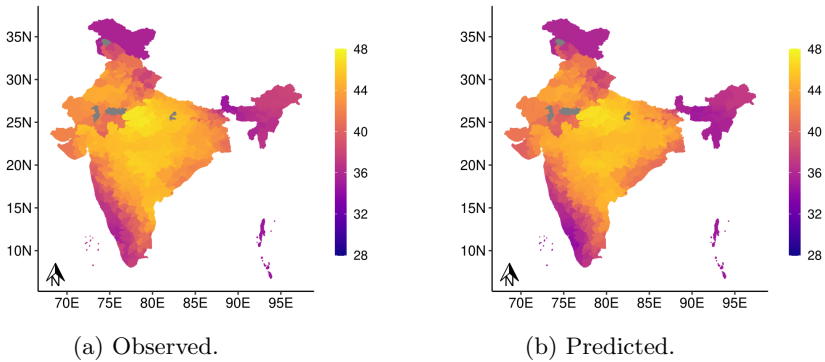 35N
30N
25N
20N
15N
10N
70E 75E 80E 85E 90E 95E
48
44
40
36
32
28
N
(a) Observed.
35N
30N
25N
20N
15N
10N
70E 75E 80E 85E 90E 95E
48
44
40
36
32
28
N
(b) Predicted.